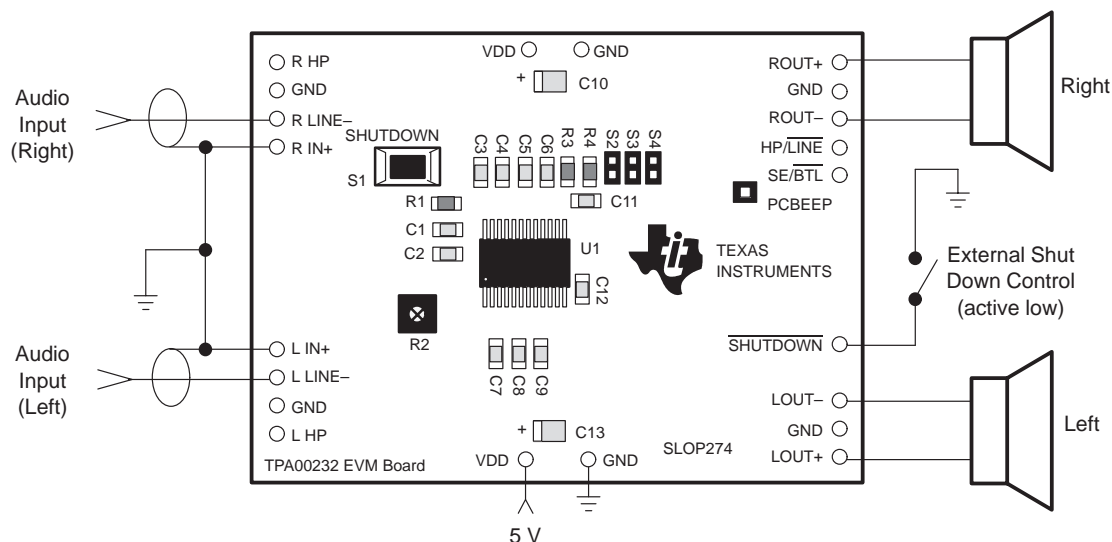 VDD
GND
R HP
GND
R LINE–
R IN+
Audio
Input
(Right)
+
C10
ROUT+
GND
ROUT–
HP/LINE
SE/BTL
Right
SHUTDOWN
S1
C3
C4
C5
C6
R3
R4
S2
S3
S4
R1
C11
PCBEEP
C1
C2
U1
C12
TEXAS
INSTRUMENTS
External Shut
Down Control
(active low)
R2
SHUTDOWN
Audio
Input
(Left)
L IN+
L LINE–
GND
L HP
C7
C8
C9
LOUT–
GND
LOUT+
Left
+
C13
SLOP274
TPA00232 EVM Board
VDD
GND
5 V